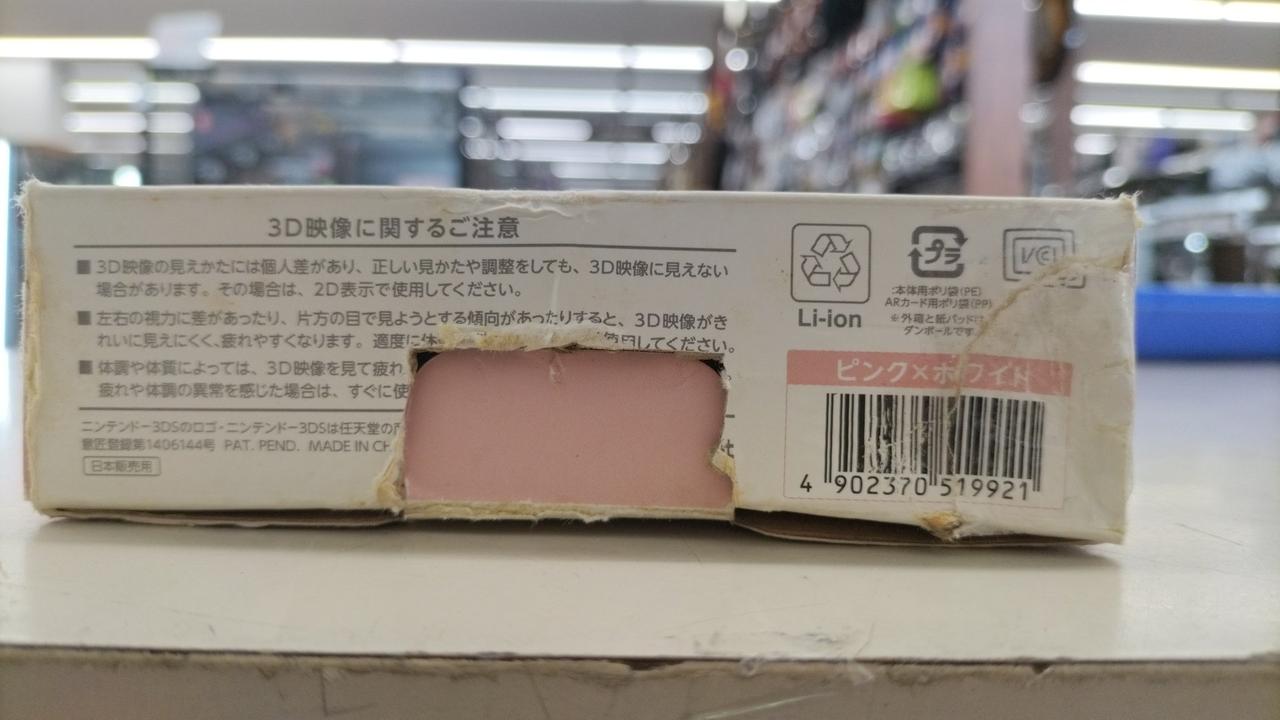 3D映像に関するご注意
■ 3D映像の見えかたには個人差があり、正しい見かたや調整をしても、3D映像に見えない
場合があります。その場合は、2D表示で使用してください。
■ 左右の視力に差があったり、片方の目で見ようとする傾向があったりすると、3D映像がき
れいに見えにくく、疲れやすくなります。適度に休 してください。
■ 体調や体質によっては、3D映像を見て疲れ
疲れや体調の異常を感じた場合は、すぐに使
ニンテンドー3DSのロゴ・ニンテンドー3DSは任天堂の
意匠登録第1406144号 PAT. PEND. MADE IN CH
日本販売用
Li-ion
プラ
:本体用ポリ袋(PE)
ARカード用ポリ袋(PP)
※外箱と紙パッドは
ダンボールです
VCI
ピンク×ホワイト
4 902370 519921